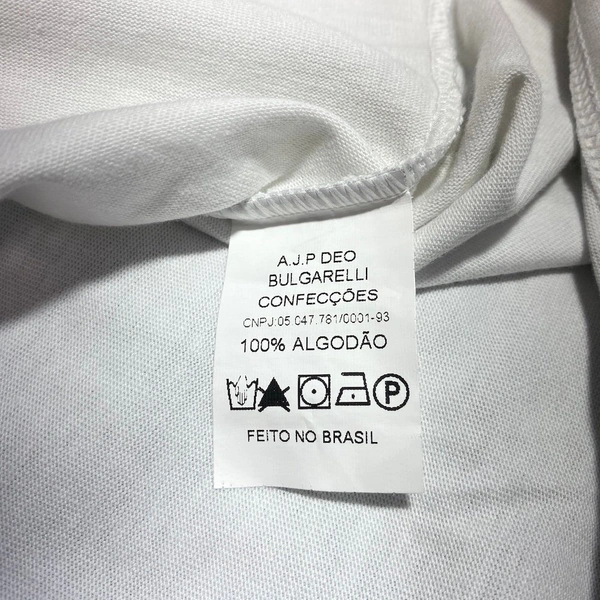 A.J.P DEO
BULGARELLI
CONFECÇÕES
CNPJ:05.047.781/0001-93
100% ALGODÃO
P
FEITO NO BRASIL